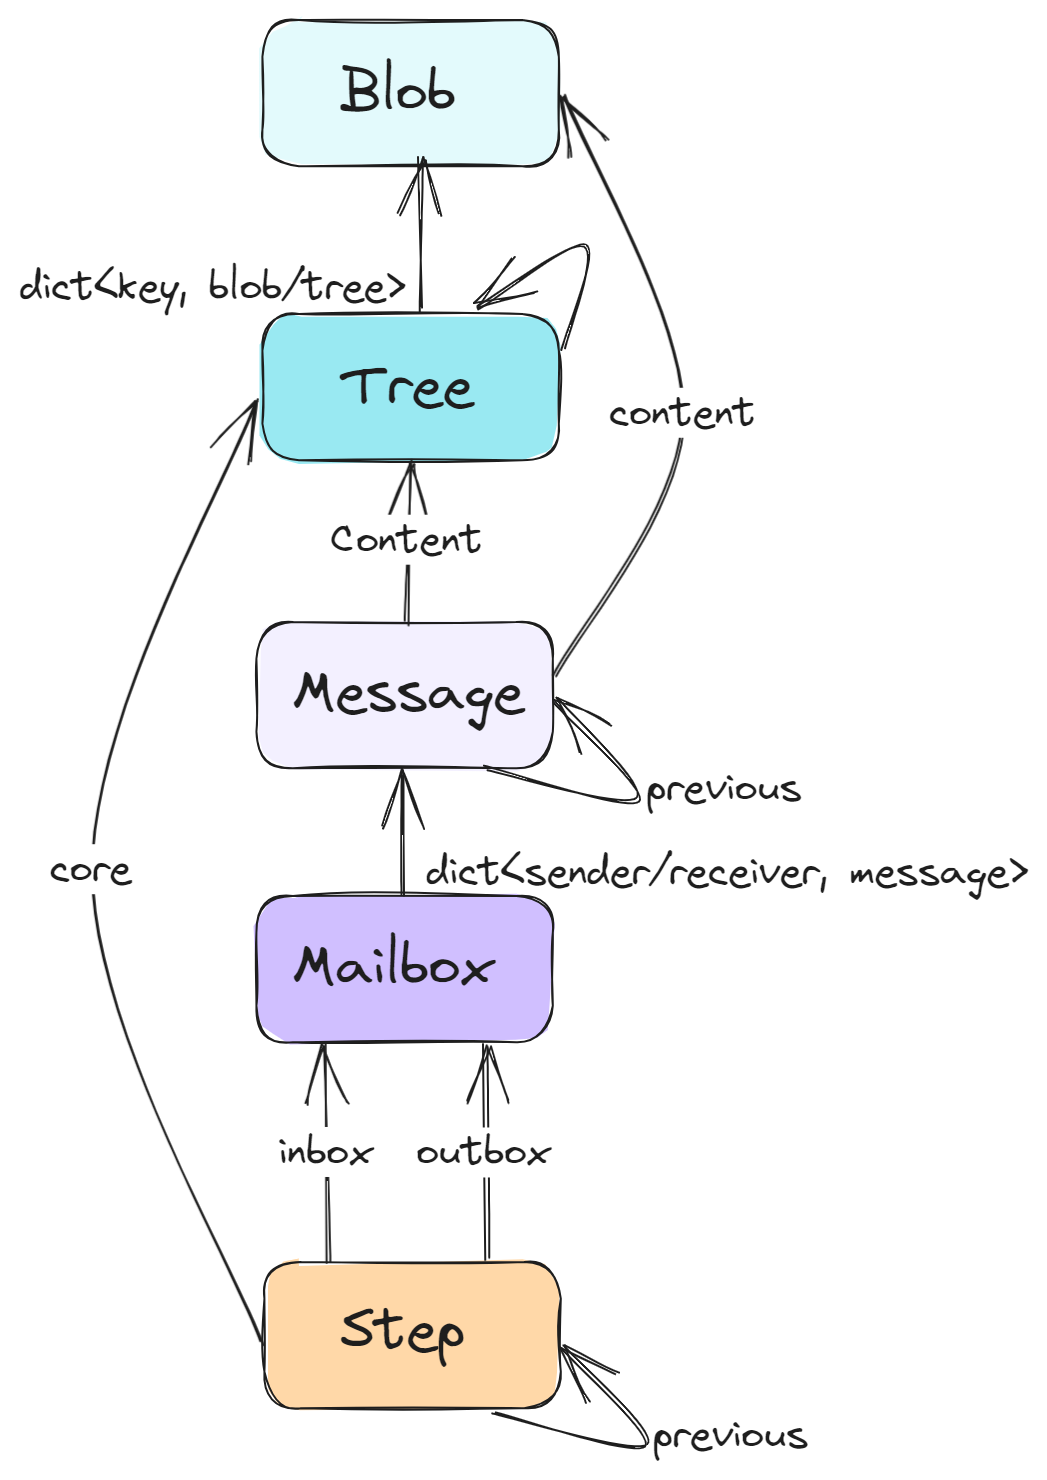 Blob
dict<key, blob/tree>
Tree
content
Content
Message
previous
core
dict<sender/receiver, message>
Mailbox
inbox
outbox
Step
previous